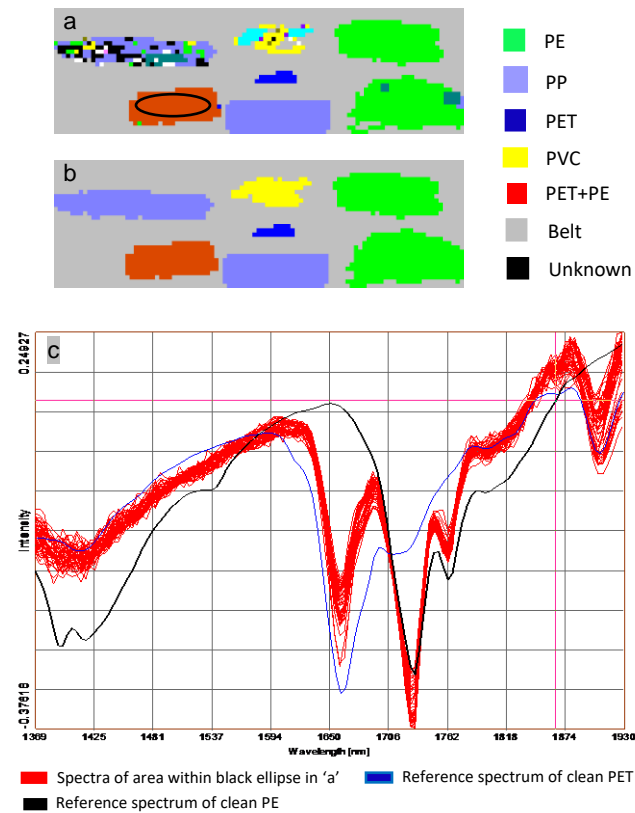 a
PE
PP
PET
PVC
PET+PE
Belt
Unknown
b
c
0.24927
Intensity
-0.37618
1369 1425 1481 1537 1594 1650 1706 1762 1818 1874 1930
Wavelength [nm]
Spectra of area within black ellipse in ‘a’
Reference spectrum of clean PET
Reference spectrum of clean PE